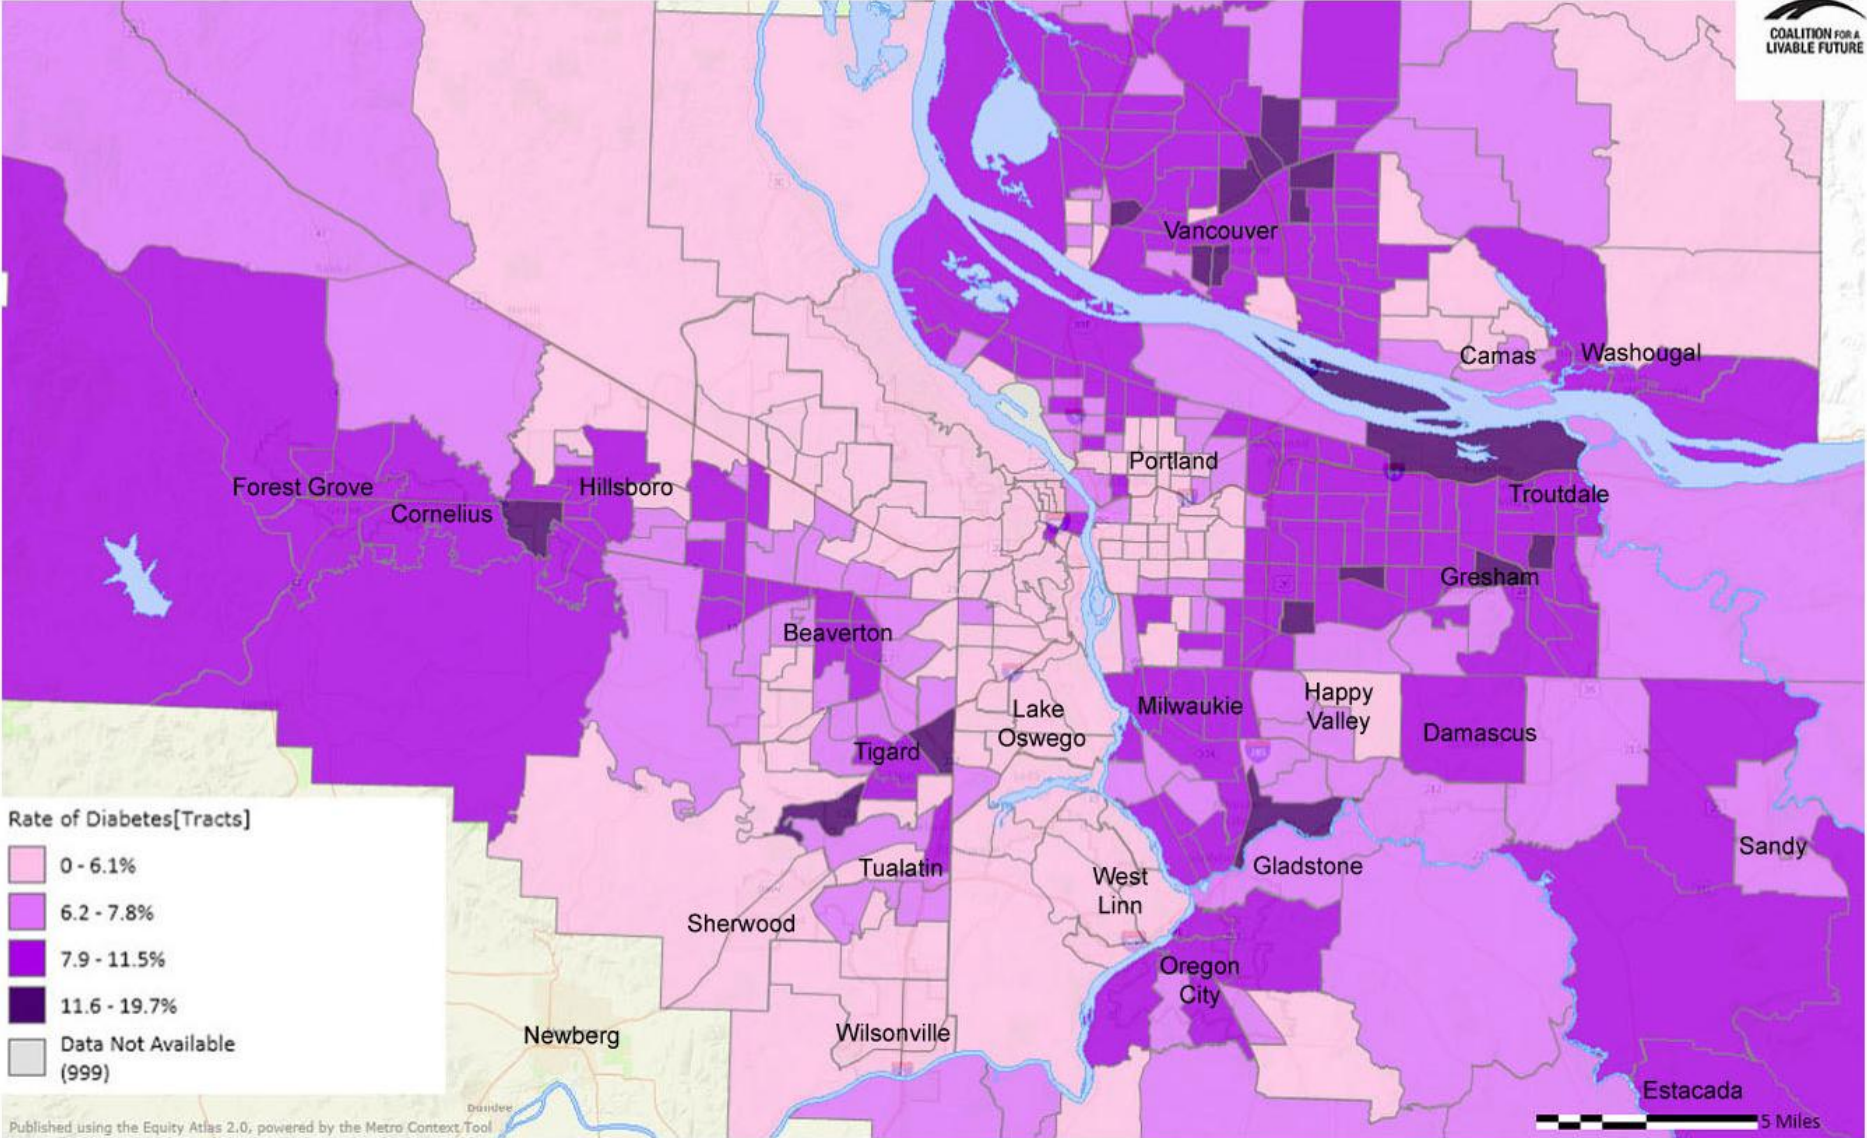 COALITION FOR A
LIVABLE FUTURE
Vancouver
Camas
Washougal
Portland
Forest Grove
Hillsboro
Cornelius
Troutdale
Gresham
Beaverton
Milwaukie
Happy
Valley
Lake
Oswego
Damascus
Tigard
Rate of Diabetes[Tracts]
0 - 6.1%
6.2 - 7.8%
7.9 - 11.5%
11.6 - 19.7%
Data Not Available
(999)
Sandy
Tualatin
Gladstone
West
Linn
Sherwood
Oregon
City
Newberg
Wilsonville
Estacada
Dundee
5 Miles
Published using the Equity Atlas 2.0, powered by the Metro Context Tool